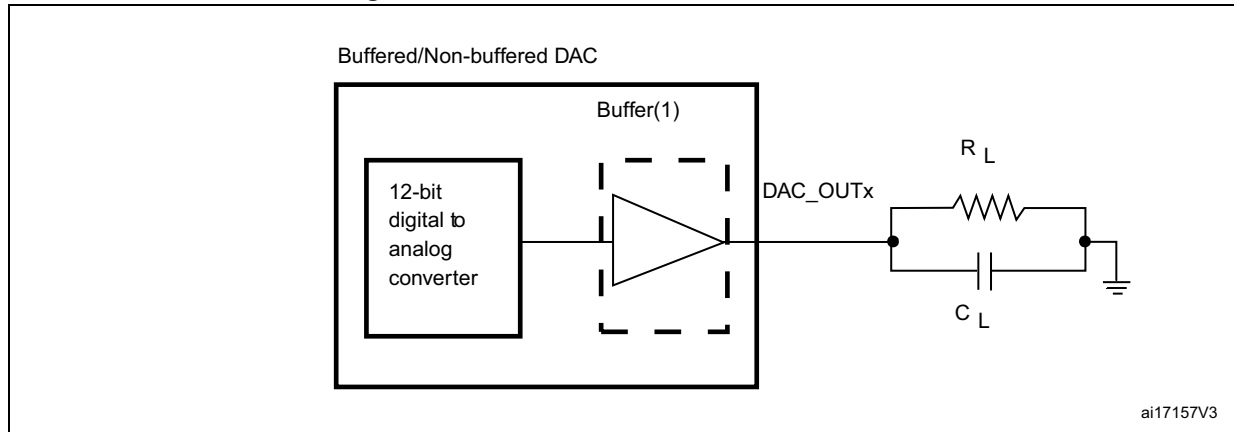 Buffered/Non-buffered DAC
Buffer(1)
12-bit
digital to
analog
converter
DAC_OUTx
R L
C L
ai17157V3